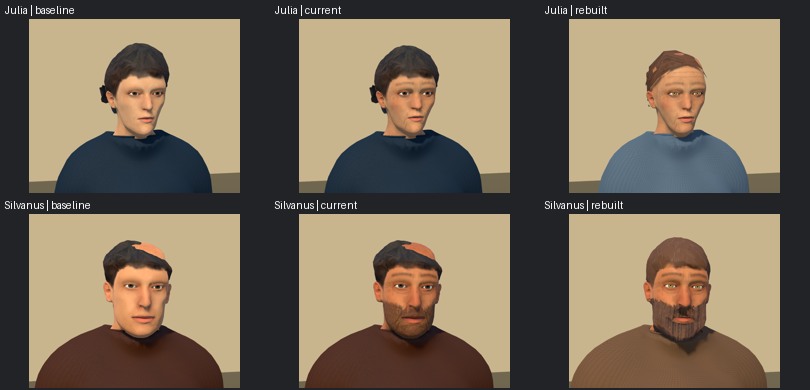 Julia | baseline
Julia | current
Julia | rebuilt
Silvanus | baseline
Silvanus | current
Silvanus | rebuilt